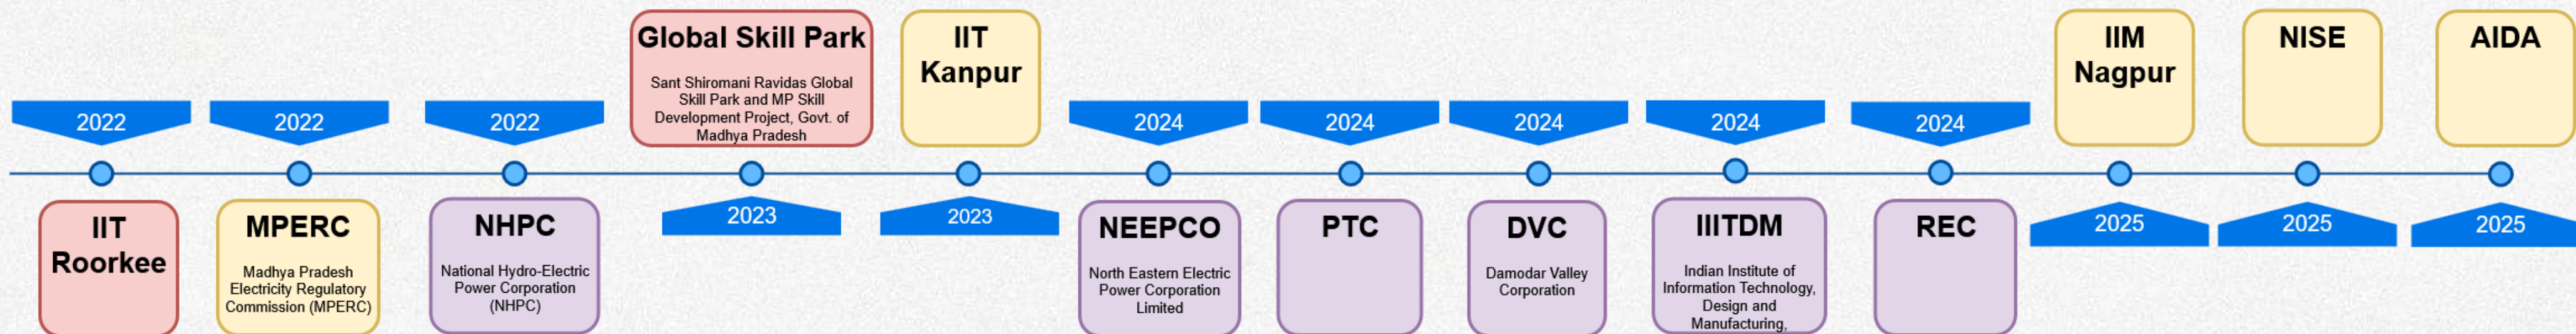 2022
IIT
Roorkee
2022
MPERC
Madhya Pradesh
Electricity Regulatory
Commission (MPERC)
2022
NHPC
National Hydro-Electric
Power Corporation
(NHPC)
Global Skill Park
Sant Shiromani Ravidas Global
Skill Park and MP Skill
Development Project, Govt. of
Madhya Pradesh
2023
IIT
Kanpur
2023
2024
NEEPCO
North Eastern Electric
Power Corporation
Limited
2024
PTC
2024
DVC
Damodar Valley
Corporation
2024
IIITDM
Indian Institute of
Information Technology,
Design and
Manufacturing,
2024
REC
IIM
Nagpur
2025
NISE
2025
AIDA
2025